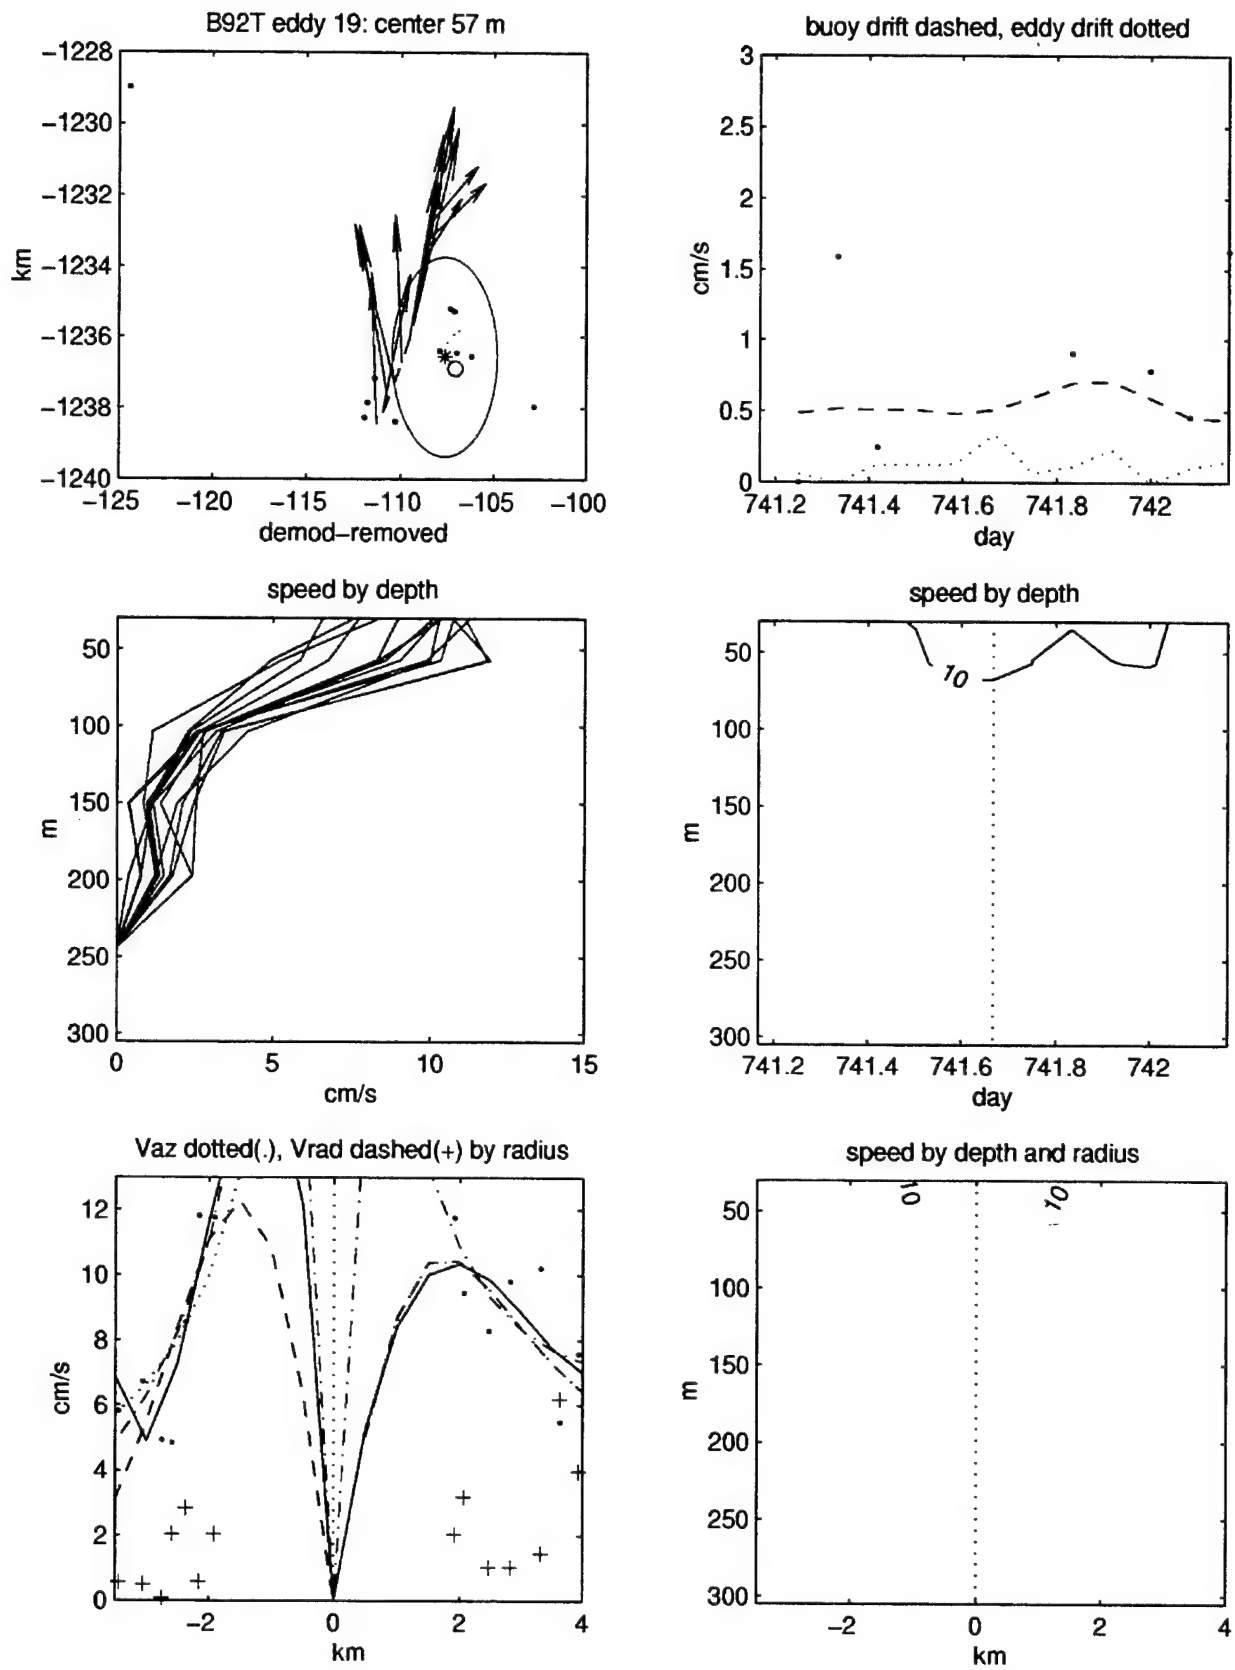 B92T eddy 19: center 57 m
−1228
−1230
−1232
−1234
−1236
−1238
−1240
km
−125 −120 −115 −110 −105 −100
demod−removed
buoy drift dashed, eddy drift dotted
3
2.5
2
1.5
1
0.5
0
cm/s
741.2 741.4 741.6 741.8 742
day
speed by depth
50
100
150
200
250
300
m
0 5 10 15
cm/s
speed by depth
10
50
100
150
200
250
300
m
741.2 741.4 741.6 741.8 742
day
Vaz dotted(.), Vrad dashed(+) by radius
12
10
8
6
4
2
0
cm/s
−2 0 2 4
km
speed by depth and radius
10 10
50
100
150
200
250
300
m
−2 0 2 4
km